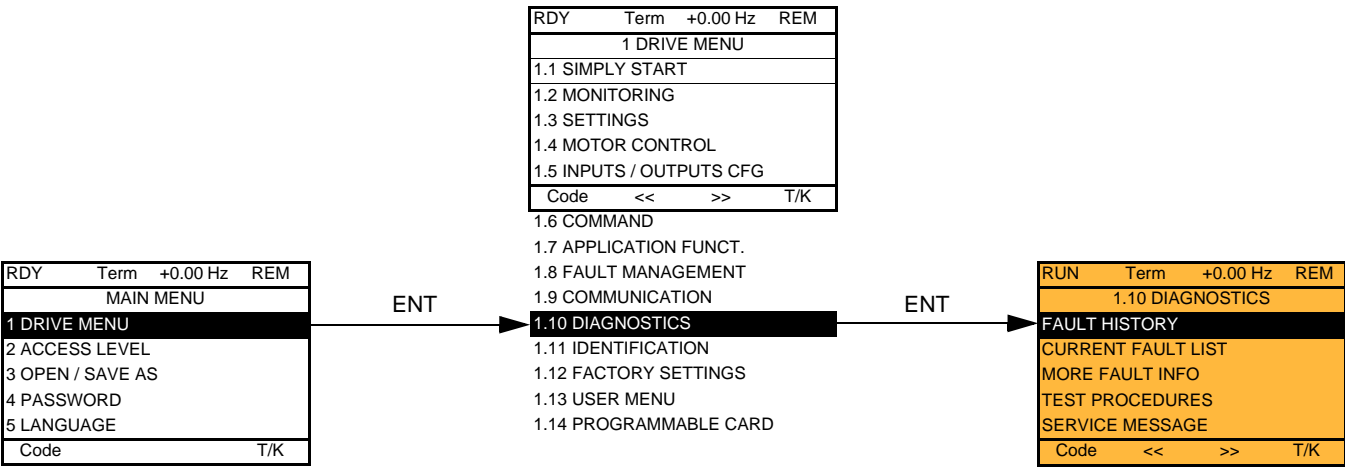 RDY Term +0.00 Hz REM
1 DRIVE MENU
1.1 SIMPLY START
1.2 MONITORING
1.3 SETTINGS
1.4 MOTOR CONTROL
1.5 INPUTS / OUTPUTS CFG
Code << >> T/K
1.6 COMMAND
1.7 APPLICATION FUNCT.
1.8 FAULT MANAGEMENT
1.9 COMMUNICATION
1.10 DIAGNOSTICS
1.11 IDENTIFICATION
1.12 FACTORY SETTINGS
1.13 USER MENU
1.14 PROGRAMMABLE CARD
RDY Term +0.00 Hz REM
MAIN MENU
1 DRIVE MENU
2 ACCESS LEVEL
3 OPEN / SAVE AS
4 PASSWORD
5 LANGUAGE
Code T/K
ENT
ENT
RUN Term +0.00 Hz REM
1.10 DIAGNOSTICS
FAULT HISTORY
CURRENT FAULT LIST
MORE FAULT INFO
TEST PROCEDURES
SERVICE MESSAGE
Code << >> T/K